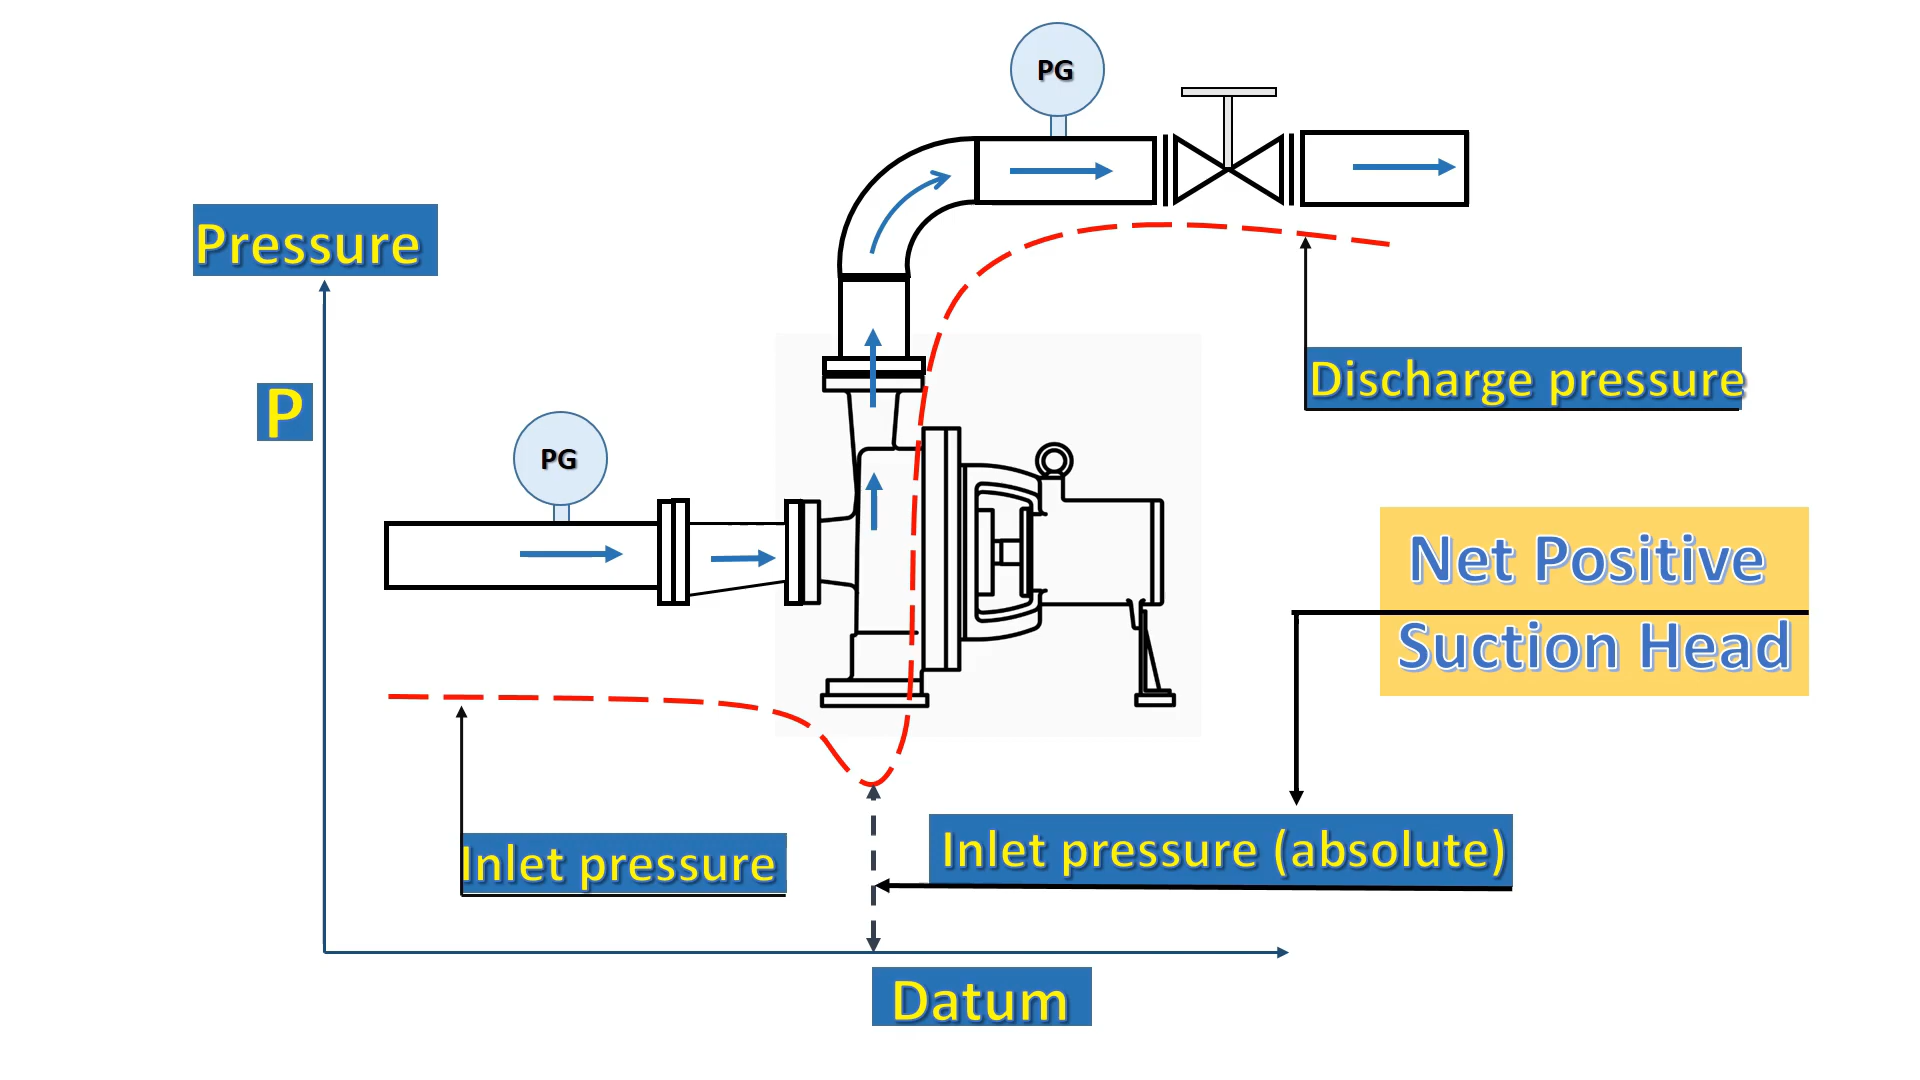 PG
Pressure
Discharge pressure
P
PG
Net Positive
Suction Head
Inlet pressure (absolute)
Inlet pressure
Datum